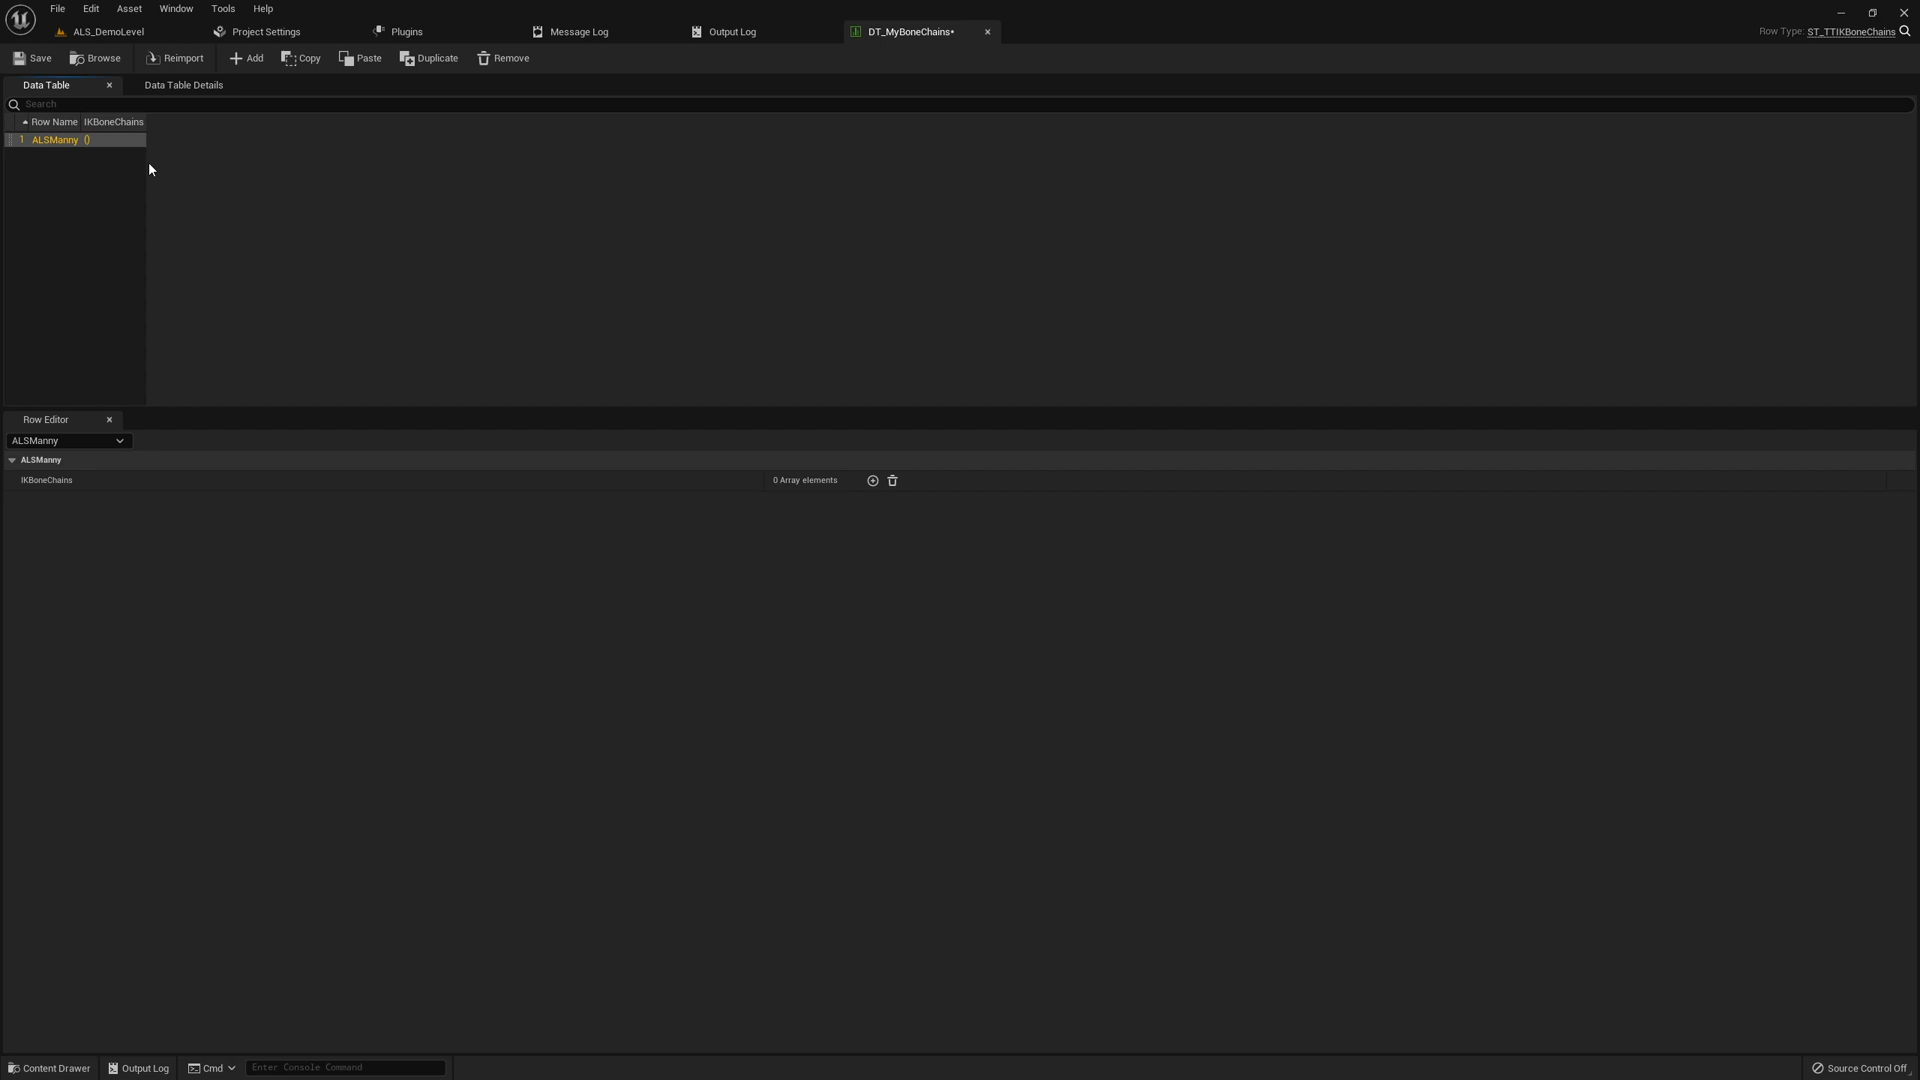 File Edit Asset Window Tools Help
ALS_DemoLevel Project Settings Plugins Message Log Output Log DT_MyBoneChains• Row Type: ST_TTIKBoneChains
Save Browse Reimport Add Copy Paste Duplicate Remove
Data Table Data Table Details
Search
Row Name IKBoneChains
1 ALSManny ()
Row Editor
ALSManny
ALSManny
IKBoneChains 0 Array elements
Content Drawer Output Log Cmd Enter Console Command Source Control Off